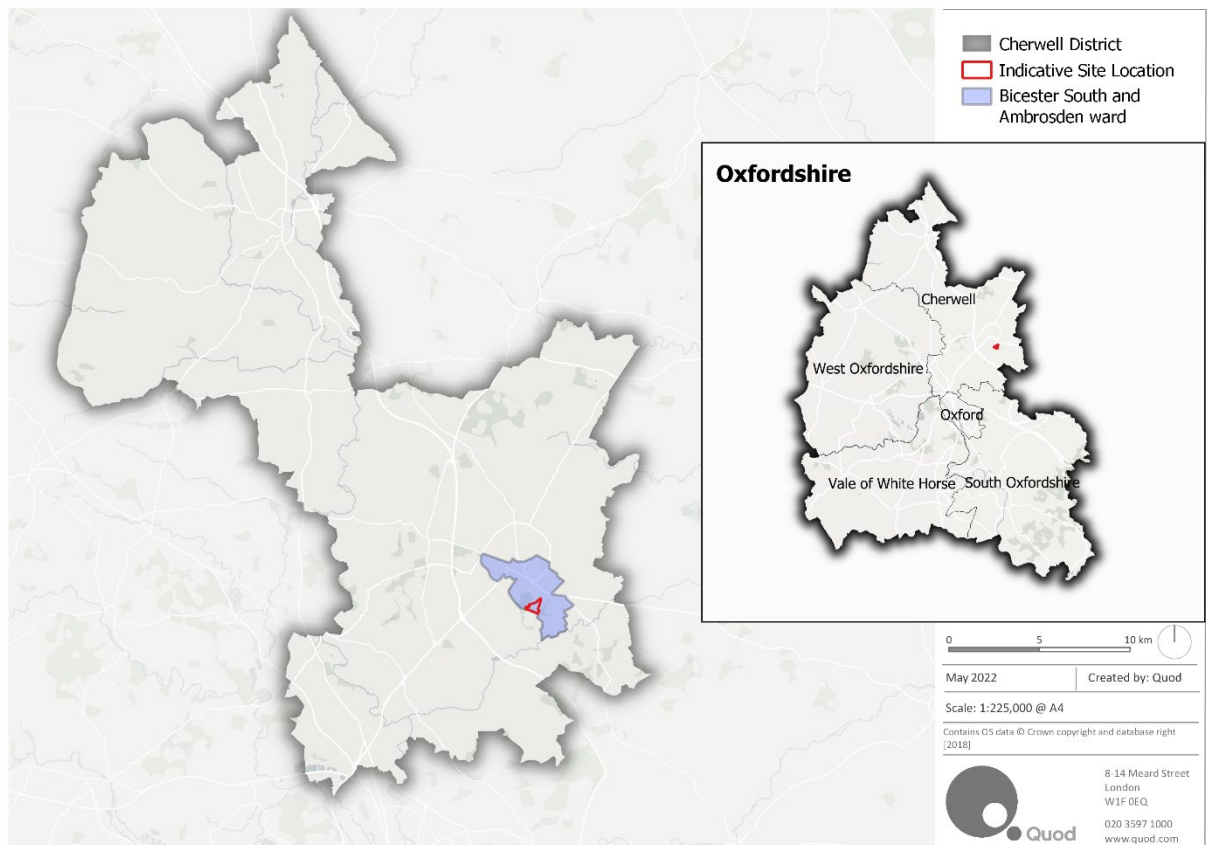 Cherwell District
Indicative Site Location
Bicester South and
Ambrosden ward
Oxfordshire
Cherwell
West Oxfordshire
Oxford
Vale of White Horse
South Oxfordshire
0 5 10 km
May 2022
Created by: Quod
Scale: 1:225,000 @ A4
Contains OS data © Crown copyright and database right
[2018]
8-14 Meard Street
London
W1F 0EQ
020 3597 1000
www.quod.com
Quod